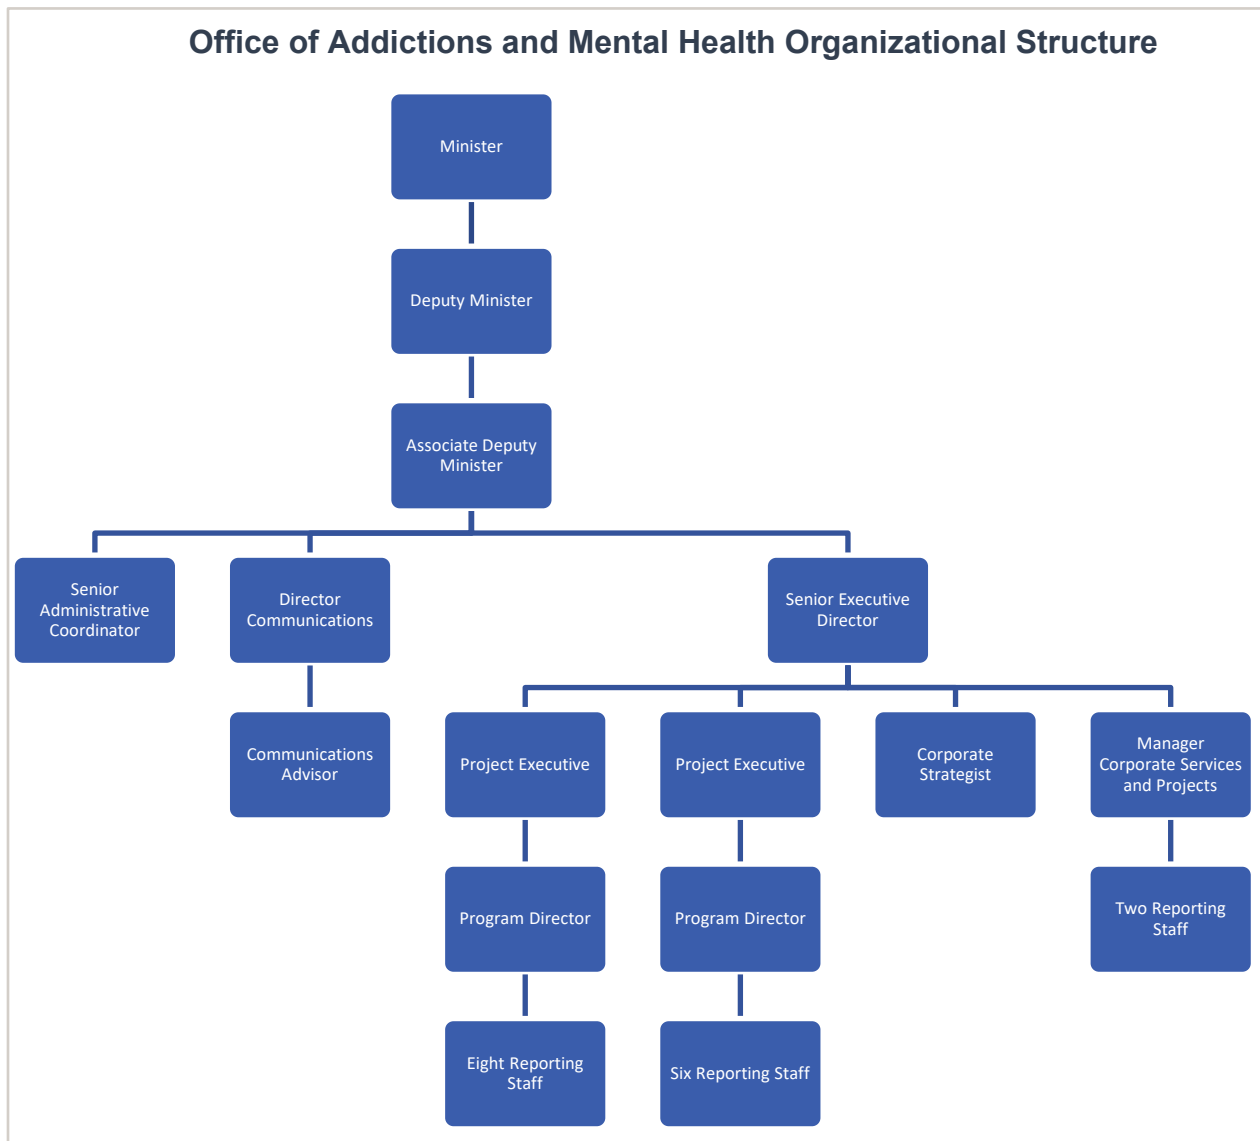 Office of Addictions and Mental Health Organizational Structure
Minister
Deputy Minister
Associate Deputy
Minister
Senior
Administrative
Coordinator
Director
Communications
Senior Executive
Director
Communications
Advisor
Project Executive
Project Executive
Corporate
Strategist
Manager
Corporate Services
and Projects
Program Director
Program Director
Two Reporting
Staff
Eight Reporting
Staff
Six Reporting Staff